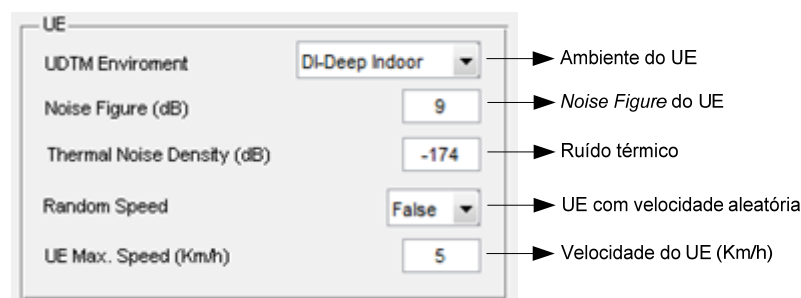 UE
UDTM Enviroment DI-Deep Indoor Ambiente do UE
Noise Figure (dB) 9 Noise Figure do UE
Thermal Noise Density (dB) -174 Ruído térmico
Random Speed False UE com velocidade aleatória
UE Max. Speed (Km/h) 5 Velocidade do UE (Km/h)